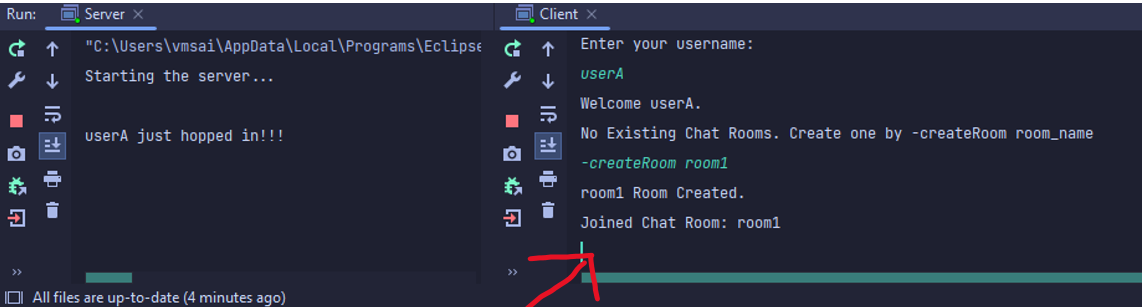 Run: Server × Client ×
"C:\Users\vmsai\AppData\Local\Programs\Eclipse
Starting the server...
userA just hopped in!!!
Enter your username:
userA
Welcome userA.
No Existing Chat Rooms. Create one by -createRoom room_name
-createRoom room1
room1 Room Created.
Joined Chat Room: room1
All files are up-to-date (4 minutes ago)